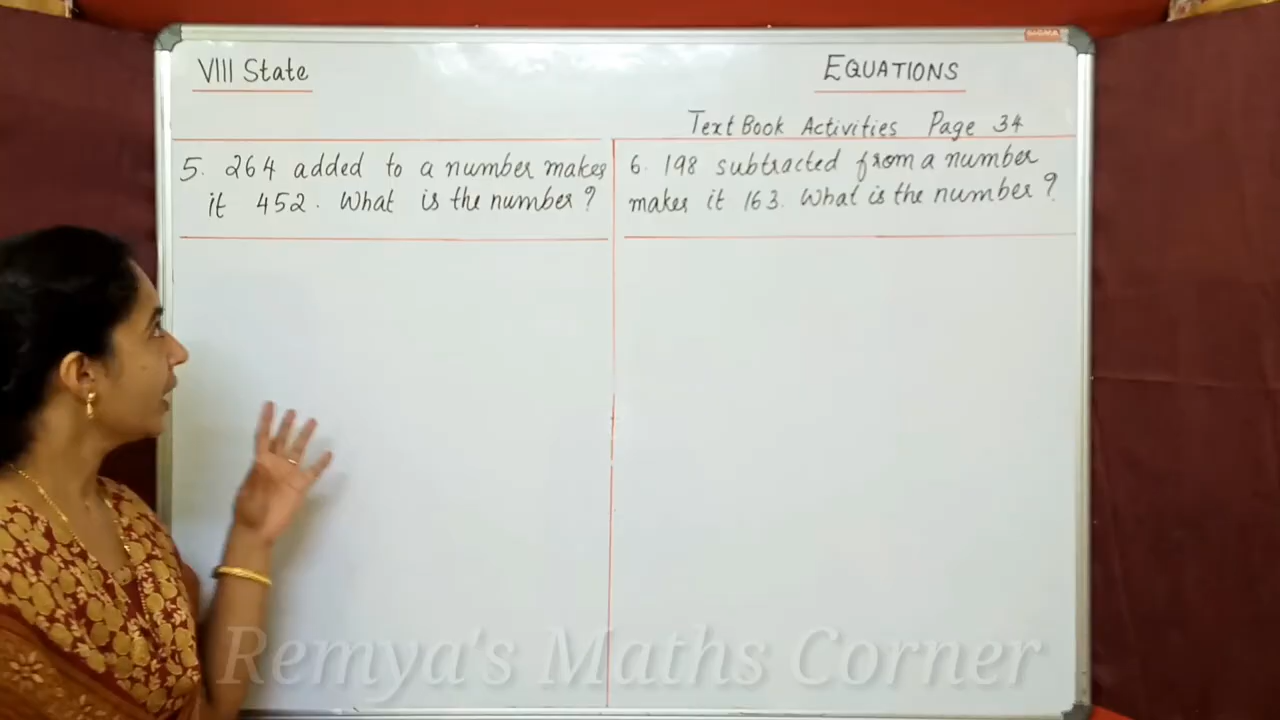 SIGMA
VIII State
EQUATIONS
Text Book Activities Page 34
5. 264 added to a number makes
it 452. What is the number?
6. 198 subtracted from a number
makes it 163. What is the number?
Remya's Maths Corner